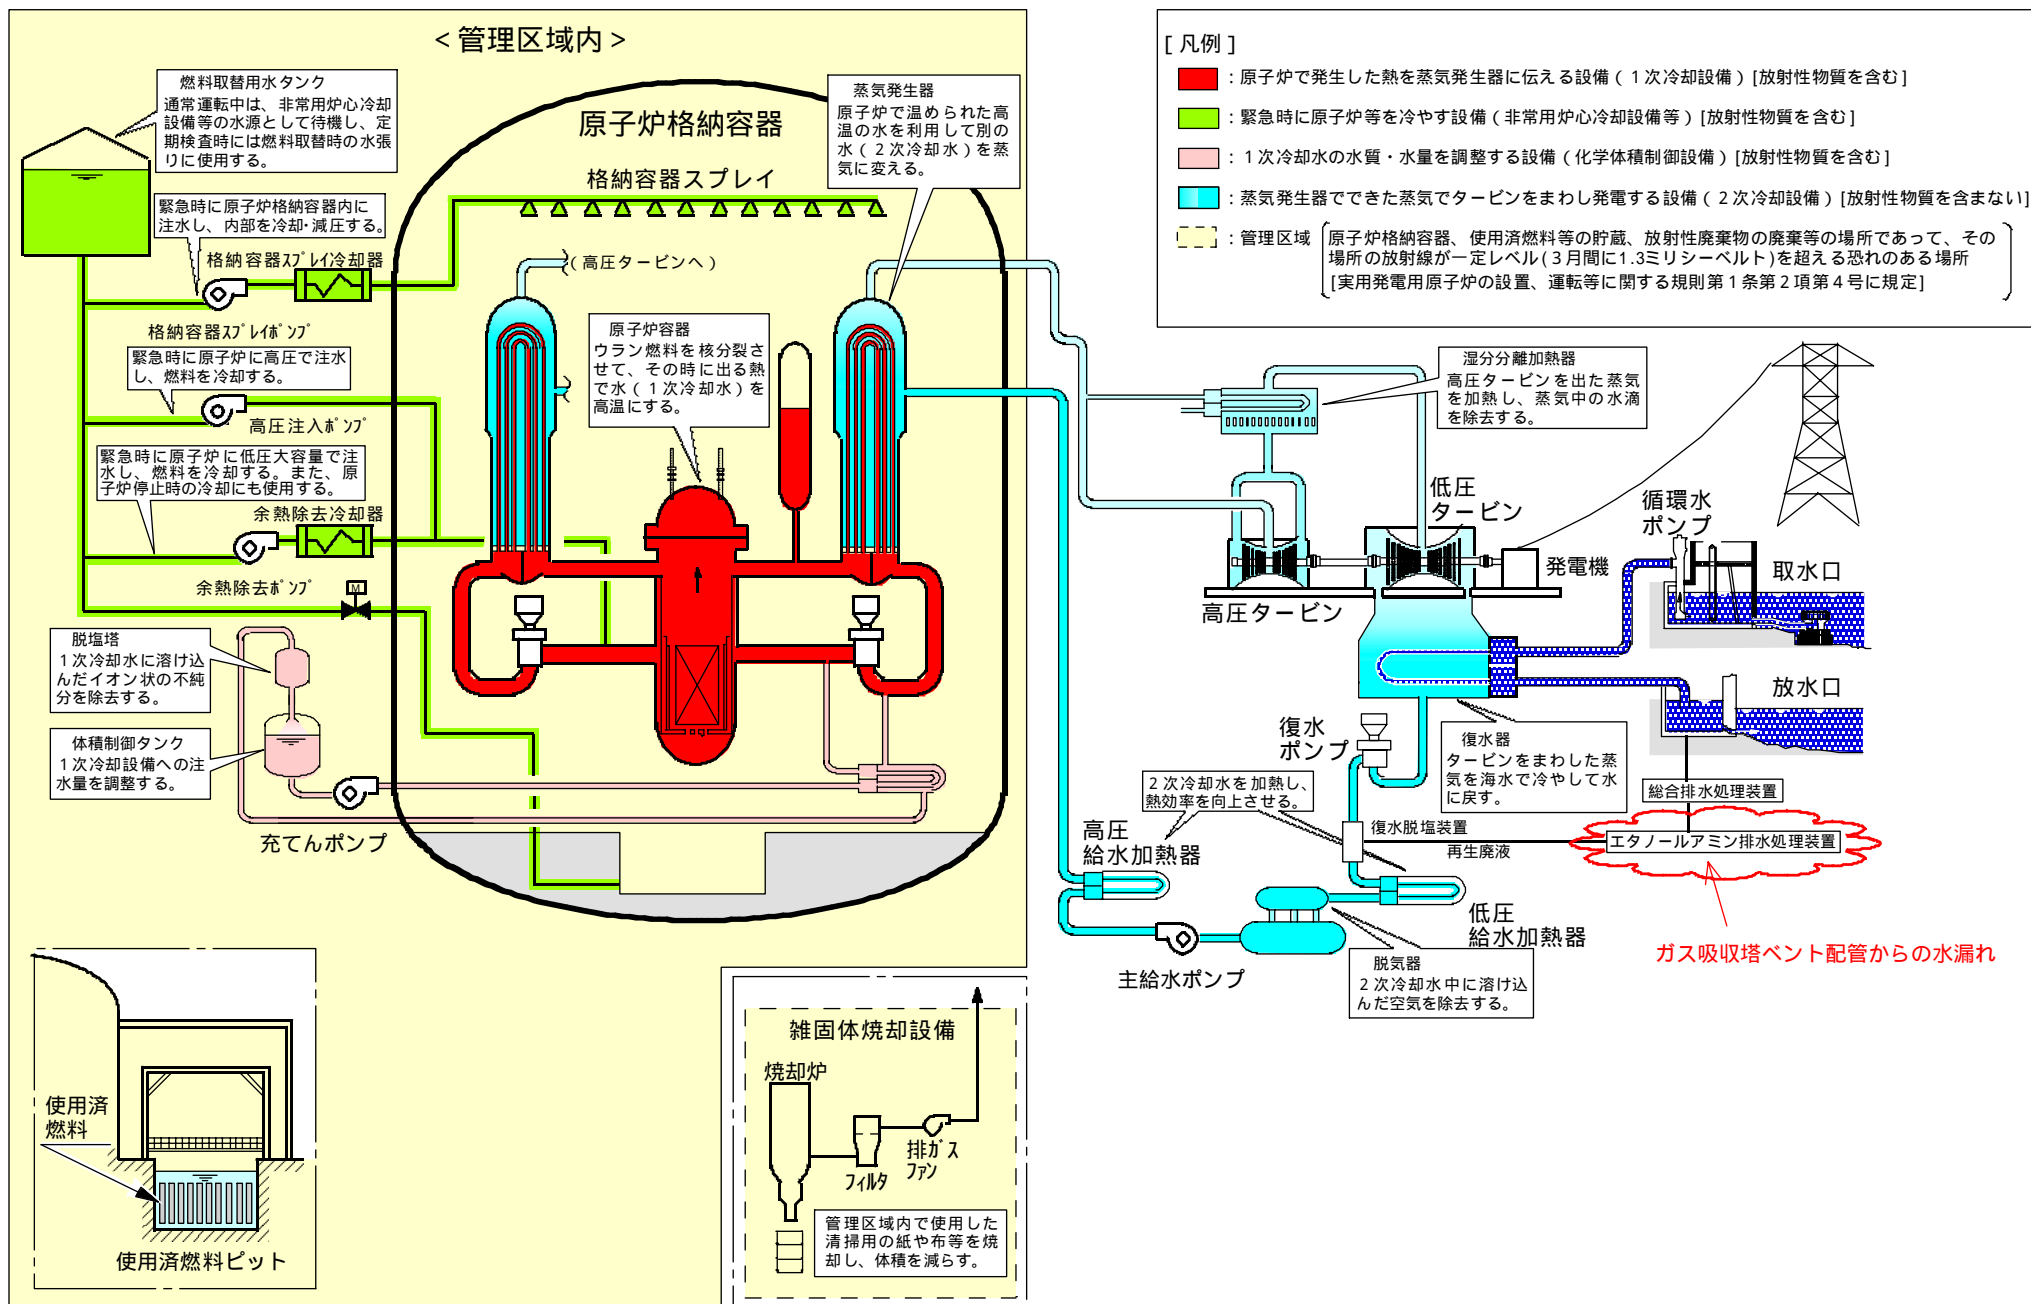 <管理区域内>
燃料取替用水タンク
通常運転中は、非常用炉心冷却
設備等の水源として待機し、定
期検査時には燃料取替時の水張
りに使用する。
緊急時に原子炉格納容器内に
注水し、内部を冷却・減圧する。
格納容器スプレイ冷却器
格納容器スプレイポンプ
緊急時に原子炉に高圧で注水
し、燃料を冷却する。
高圧注入ポンプ
緊急時に原子炉に低圧大容量で注
水し、燃料を冷却する。また、原
子炉停止時の冷却にも使用する。
余熱除去冷却器
余熱除去ポンプ
M
脱塩塔
1次冷却水に溶け込
んだイオン状の不純
分を除去する。
体積制御タンク
1次冷却設備への注
水量を調整する。
充てんポンプ
原子炉格納容器
格納容器スプレイ
蒸気発生器
原子炉で温められた高
温の水を利用して別の
水(2次冷却水)を蒸
気に変える。
(高圧タービンへ)
原子炉容器
ウラン燃料を核分裂さ
せて、その時に出る熱
で水(1次冷却水)を
高温にする。
[凡例]
:原子炉で発生した熱を蒸気発生器に伝える設備(1次冷却設備)[放射性物質を含む]
:緊急時に原子炉等を冷やす設備(非常用炉心冷却設備等)[放射性物質を含む]
:1次冷却水の水質・水量を調整する設備(化学体積制御設備)[放射性物質を含む]
:蒸気発生器でできた蒸気でタービンをまわし発電する設備(2次冷却設備)[放射性物質を含まない]
:管理区域
原子炉格納容器、使用済燃料等の貯蔵、放射性廃棄物の廃棄等の場所であって、その
場所の放射線が一定レベル(3月間に1.3ミリシーベルト)を超える恐れのある場所
[実用発電用原子炉の設置、運転等に関する規則第1条第2項第4号に規定]
湿分分離加熱器
高圧タービンを出た蒸気
を加熱し、蒸気中の水滴
を除去する。
低圧
タービン
高圧タービン
発電機
循環水
ポンプ
取水口
放水口
復水
ポンプ
復水器
タービンをまわした蒸
気を海水で冷やして水
に戻す。
2次冷却水を加熱し、
熱効率を向上させる。
総合排水処理装置
復水脱塩装置
再生廃液
エタノールアミン排水処理装置
ガス吸収塔ベント配管からの水漏れ
高圧
給水加熱器
低圧
給水加熱器
主給水ポンプ
脱気器
2次冷却水中に溶け込
んだ空気を除去する。
使用済
燃料
使用済燃料ピット
雑固体焼却設備
焼却炉
フィルタ
排ガス
ファン
管理区域内で使用した
清掃用の紙や布等を焼
却し、体積を減らす。